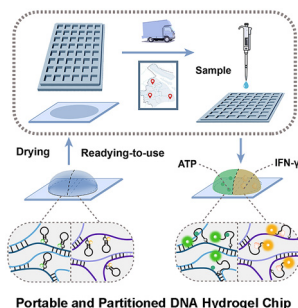 Sample
Drying
Readying-to-use
ATP
IFN-γ
Portable and Partitioned DNA Hydrogel Chip